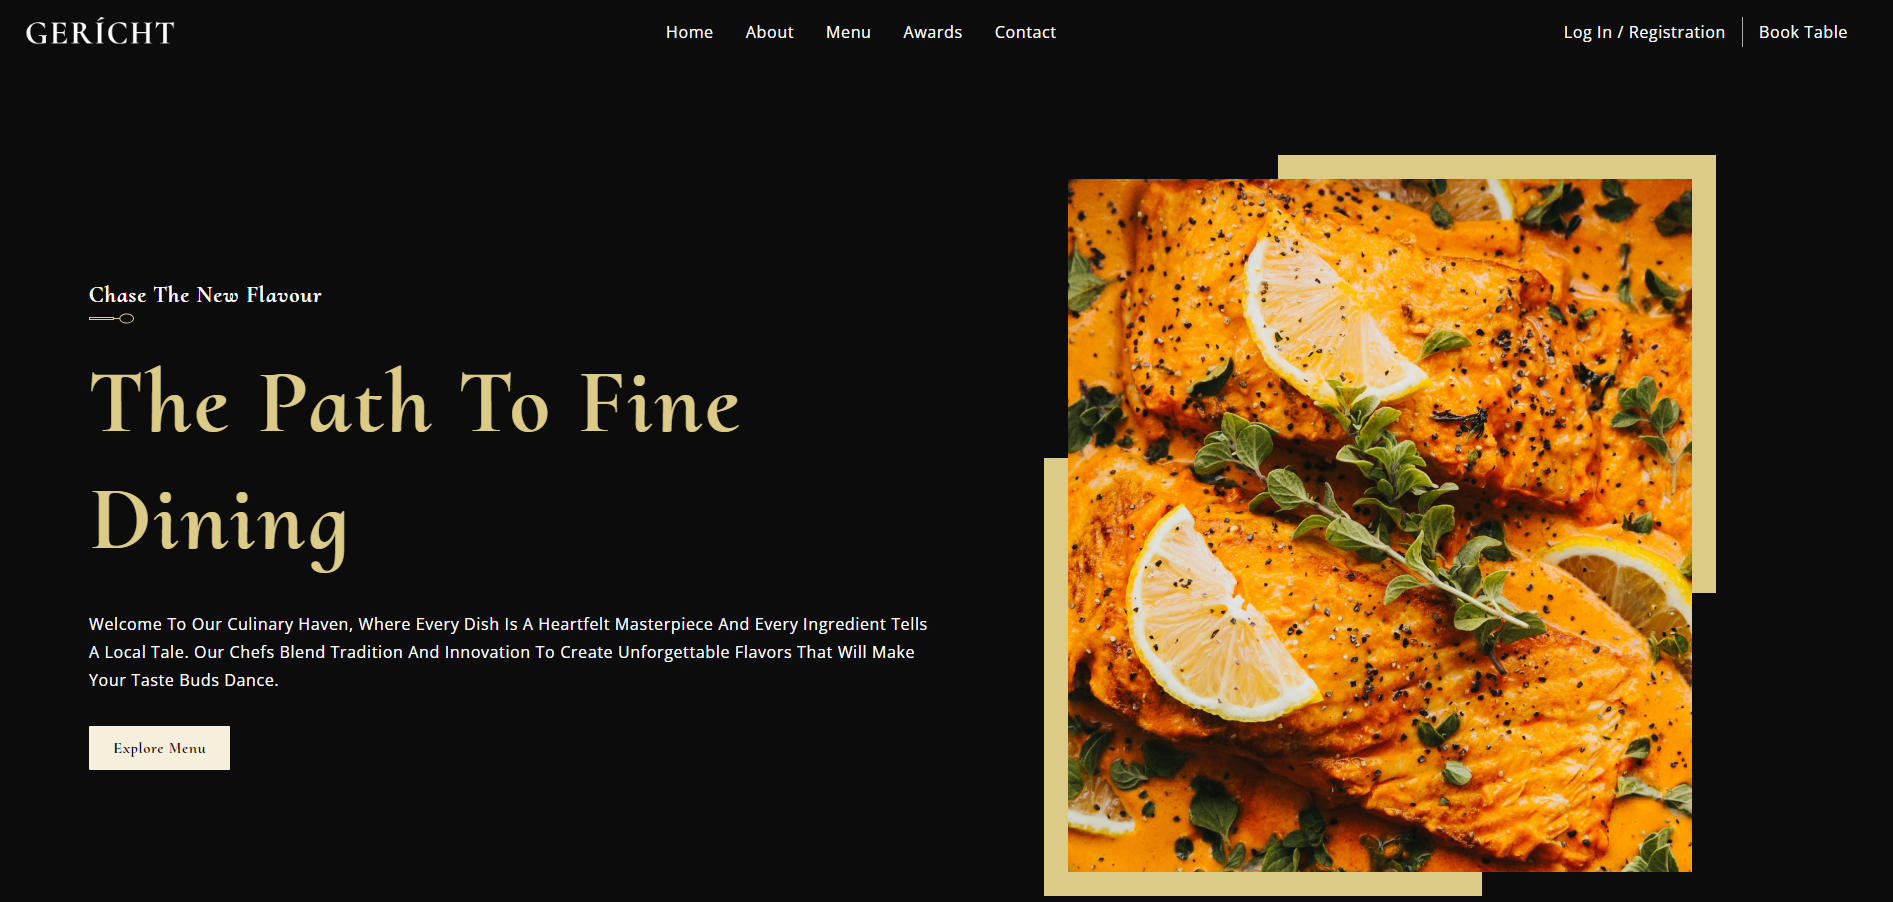 GERÍCHT
Home About Menu Awards Contact
Log In / Registration Book Table
Chase The New Flavour
The Path To Fine
Dining
Welcome To Our Culinary Haven, Where Every Dish Is A Heartfelt Masterpiece And Every Ingredient Tells
A Local Tale. Our Chefs Blend Tradition And Innovation To Create Unforgettable Flavors That Will Make
Your Taste Buds Dance.
Explore Menu